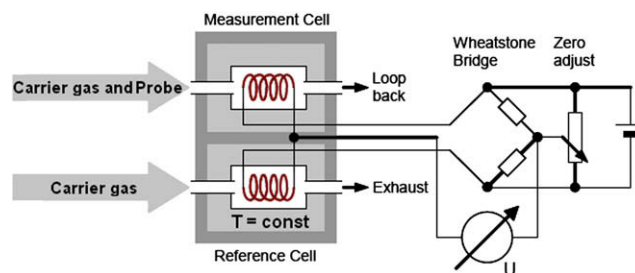 Measurement Cell
Wheatstone
Bridge
Zero
adjust
Carrier gas and Probe
Loop
back
Carrier gas
Exhaust
T = const
Reference Cell
U